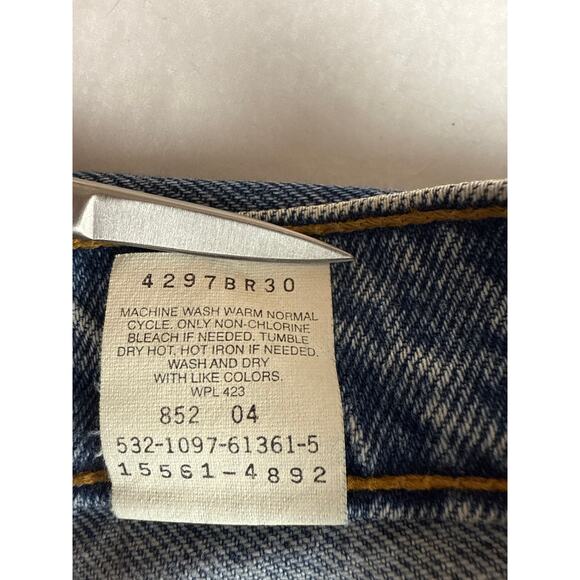 4297BR30
MACHINE WASH WARM NORMAL
CYCLE. ONLY NON-CHLORINE
BLEACH IF NEEDED. TUMBLE
DRY HOT. HOT IRON IF NEEDED.
WASH AND DRY
WITH LIKE COLORS.
WPL 423
852 04
532-1097-61361-5
15561-4892